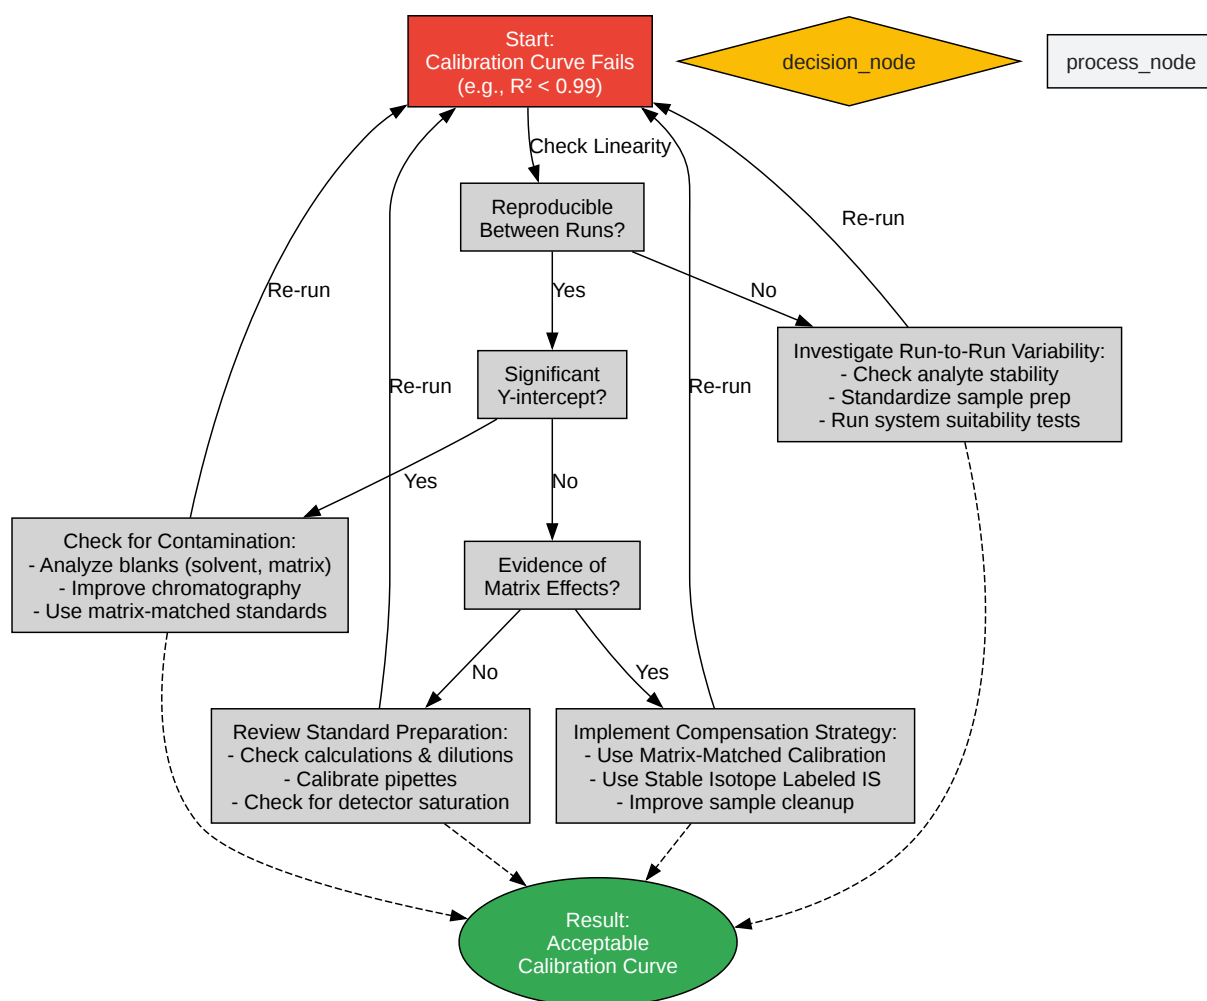 Start:
Calibration Curve Fails
(e.g., R² < 0.99)
decision_node
process_node
Check Linearity
Reproducible
Between Runs?
Re-run
Re-run
Yes
No
Investigate Run-to-Run Variability:
- Check analyte stability
- Standardize sample prep
- Run system suitability tests
Significant
Y-intercept?
Re-run
Re-run
Yes
No
Check for Contamination:
- Analyze blanks (solvent, matrix)
- Improve chromatography
- Use matrix-matched standards
Evidence of
Matrix Effects?
No
Yes
Review Standard Preparation:
- Check calculations & dilutions
- Calibrate pipettes
- Check for detector saturation
Implement Compensation Strategy:
- Use Matrix-Matched Calibration
- Use Stable Isotope Labeled IS
- Improve sample cleanup
Result:
Acceptable
Calibration Curve